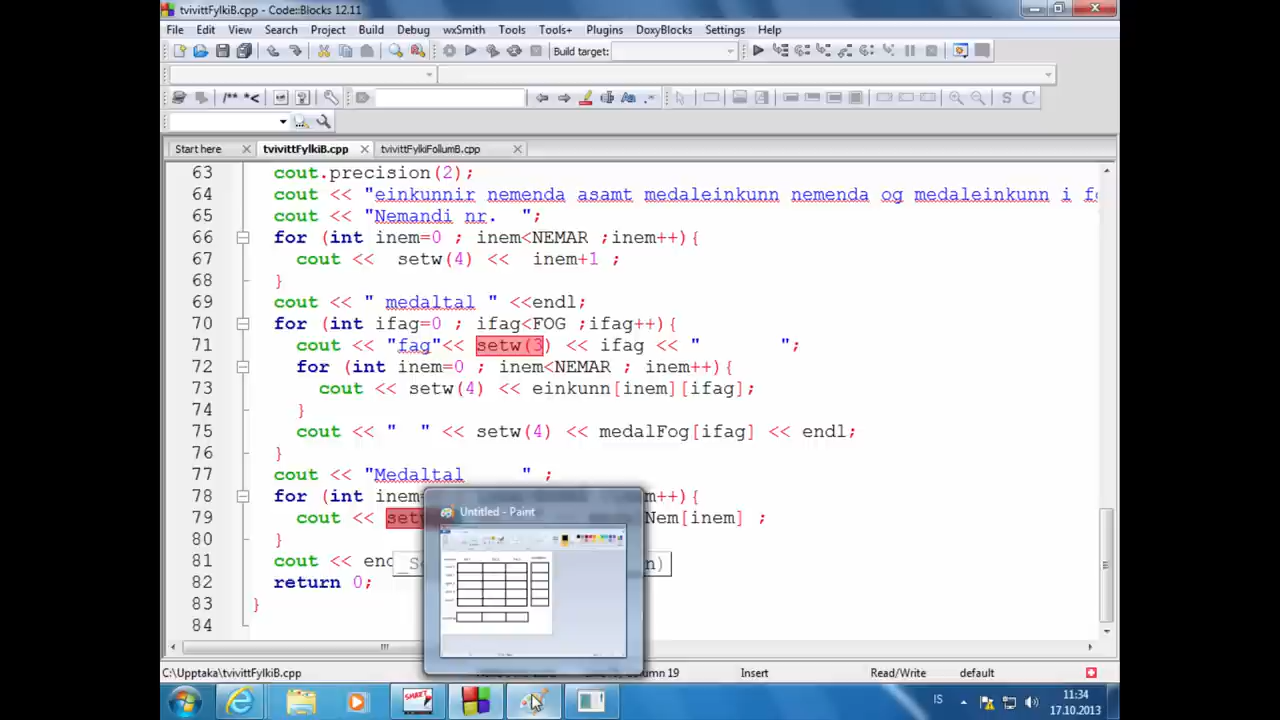 tvivittFylkiB.cpp - Code::Blocks 12.11
File Edit View Search Project Build Debug wxSmith Tools Tools+ Plugins DoxyBlocks Settings Help
Build target:
/** *<
S C
Start here tvivittFylkiB.cpp tvivittFylkiFollumB.cpp
63 cout.precision(2);
64 cout << "einkunnir nemenda asamt medaleinkunn nemenda og medaleinkunn i fo
65 cout << "Nemandi nr.  ";
66 for (int inem=0 ; inem<NEMAR ;inem++){
67 cout <<  setw(4) <<  inem+1 ;
68 }
69 cout << " medaltal " <<endl;
70 for (int ifag=0 ; ifag<FOG ;ifag++){
71 cout << "fag"<< setw(3) << ifag << "       ";
72 for (int inem=0 ; inem<NEMAR ; inem++){
73 cout << setw(4) << einkunn[inem][ifag];
74 }
75 cout << "  " << setw(4) << medalFog[ifag] << endl;
76 }
77 cout << "Medaltal     " ;
78 for (int inem m++){
79 cout << setw Nem[inem] ;
80 }
81 cout << end n)
82 return 0;
83 }
84
Untitled - Paint
C:\Upptaka\tvivittFylkiB.cpp column 19 Insert Read/Write default
SMART IS 11:34
17.10.2013